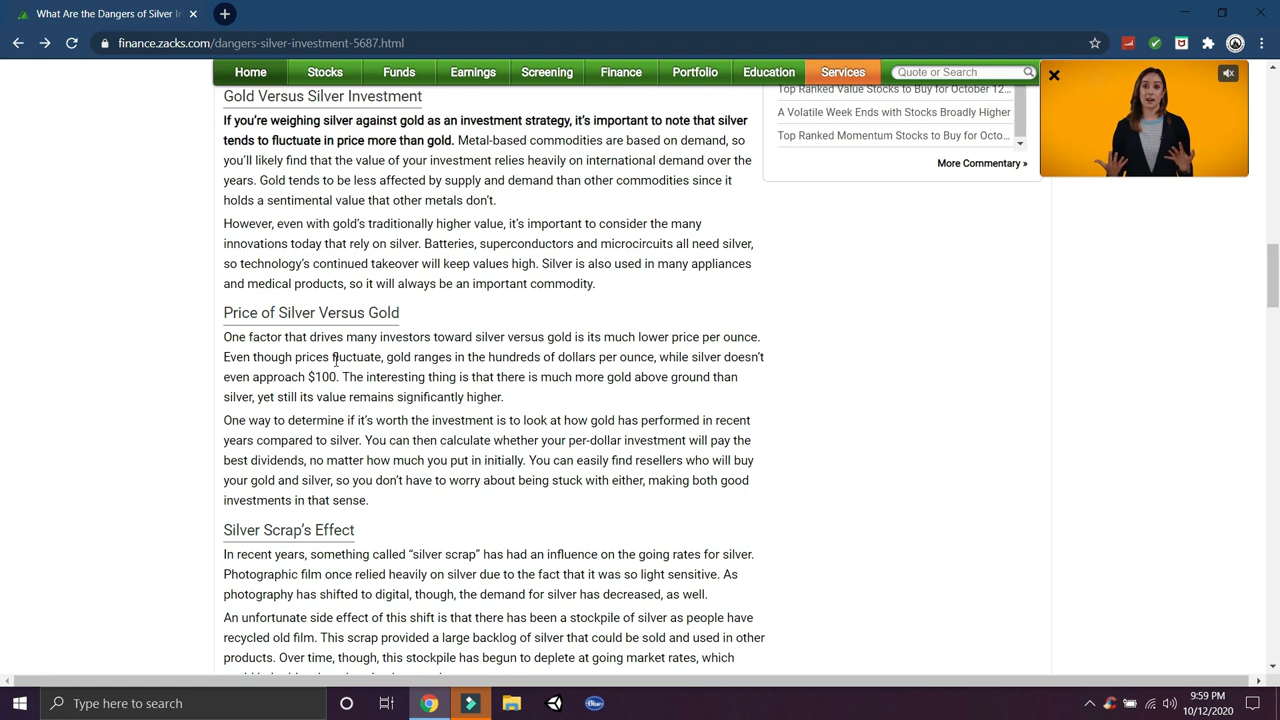 What Are the Dangers of Silver I
finance.zacks.com/dangers-silver-investment-5687.html
Home Stocks Funds Earnings Screening Finance Portfolio Education Services Quote or Search
Top Ranked Value Stocks to Buy for October 12...
A Volatile Week Ends with Stocks Broadly Higher
Top Ranked Momentum Stocks to Buy for Octo...
More Commentary »
Gold Versus Silver Investment
If you're weighing silver against gold as an investment strategy, it's important to note that silver
tends to fluctuate in price more than gold. Metal-based commodities are based on demand, so
you'll likely find that the value of your investment relies heavily on international demand over the
years. Gold tends to be less affected by supply and demand than other commodities since it
holds a sentimental value that other metals don't.
However, even with gold's traditionally higher value, it's important to consider the many
innovations today that rely on silver. Batteries, superconductors and microcircuits all need silver,
so technology's continued takeover will keep values high. Silver is also used in many appliances
and medical products, so it will always be an important commodity.
Price of Silver Versus Gold
One factor that drives many investors toward silver versus gold is its much lower price per ounce.
Even though prices fluctuate, gold ranges in the hundreds of dollars per ounce, while silver doesn't
even approach $100. The interesting thing is that there is much more gold above ground than
silver, yet still its value remains significantly higher.
One way to determine if it's worth the investment is to look at how gold has performed in recent
years compared to silver. You can then calculate whether your per-dollar investment will pay the
best dividends, no matter how much you put in initially. You can easily find resellers who will buy
your gold and silver, so you don't have to worry about being stuck with either, making both good
investments in that sense.
Silver Scrap's Effect
In recent years, something called “silver scrap” has had an influence on the going rates for silver.
Photographic film once relied heavily on silver due to the fact that it was so light sensitive. As
photography has shifted to digital, though, the demand for silver has decreased, as well.
An unfortunate side effect of this shift is that there has been a stockpile of silver as people have
recycled old film. This scrap provided a large backlog of silver that could be sold and used in other
products. Over time, though, this stockpile has begun to deplete at going market rates, which
Type here to search
Blue
9:59 PM
10/12/2020